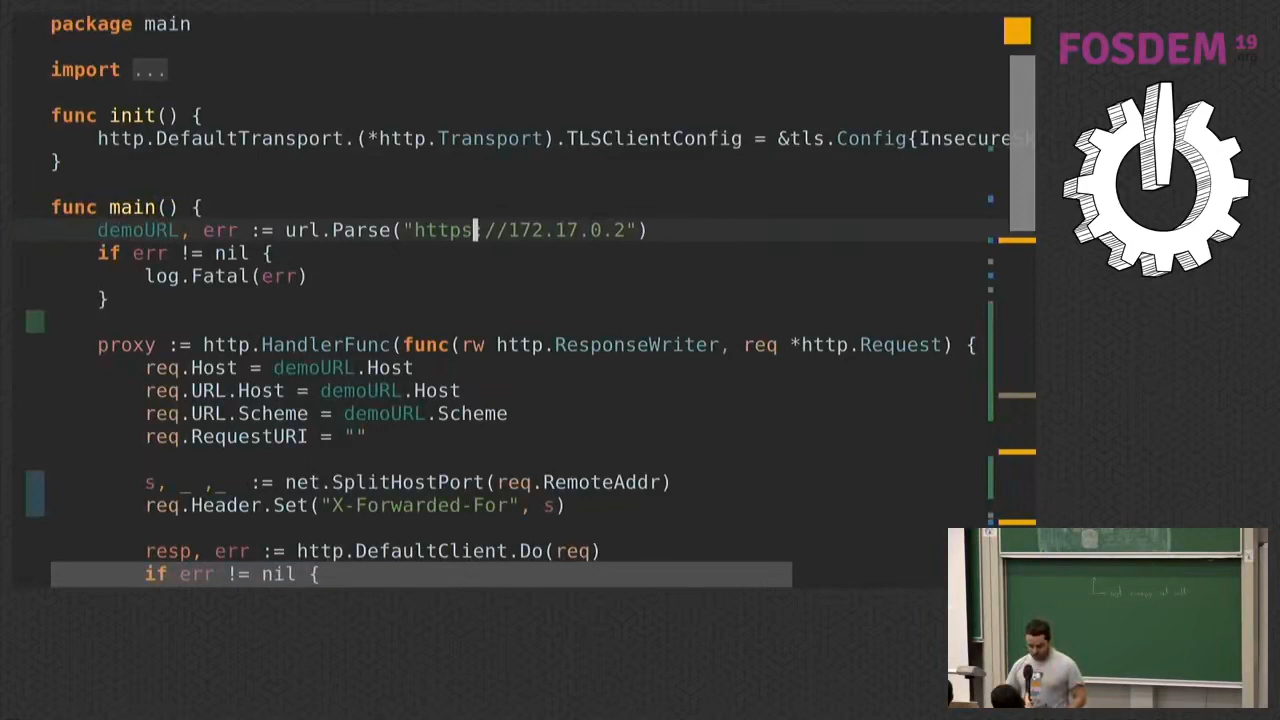 package main
import ...
func init() {
http.DefaultTransport.(*http.Transport).TLSClientConfig = &tls.Config{InsecureSk
}
func main() {
demoURL, err := url.Parse("https://172.17.0.2")
if err != nil {
log.Fatal(err)
}
proxy := http.HandlerFunc(func(rw http.ResponseWriter, req *http.Request) {
req.Host = demoURL.Host
req.URL.Host = demoURL.Host
req.URL.Scheme = demoURL.Scheme
req.RequestURI = ""
s, _ ,_ := net.SplitHostPort(req.RemoteAddr)
req.Header.Set("X-Forwarded-For", s)
resp, err := http.DefaultClient.Do(req)
if err != nil {
FOSDEM 19
.org